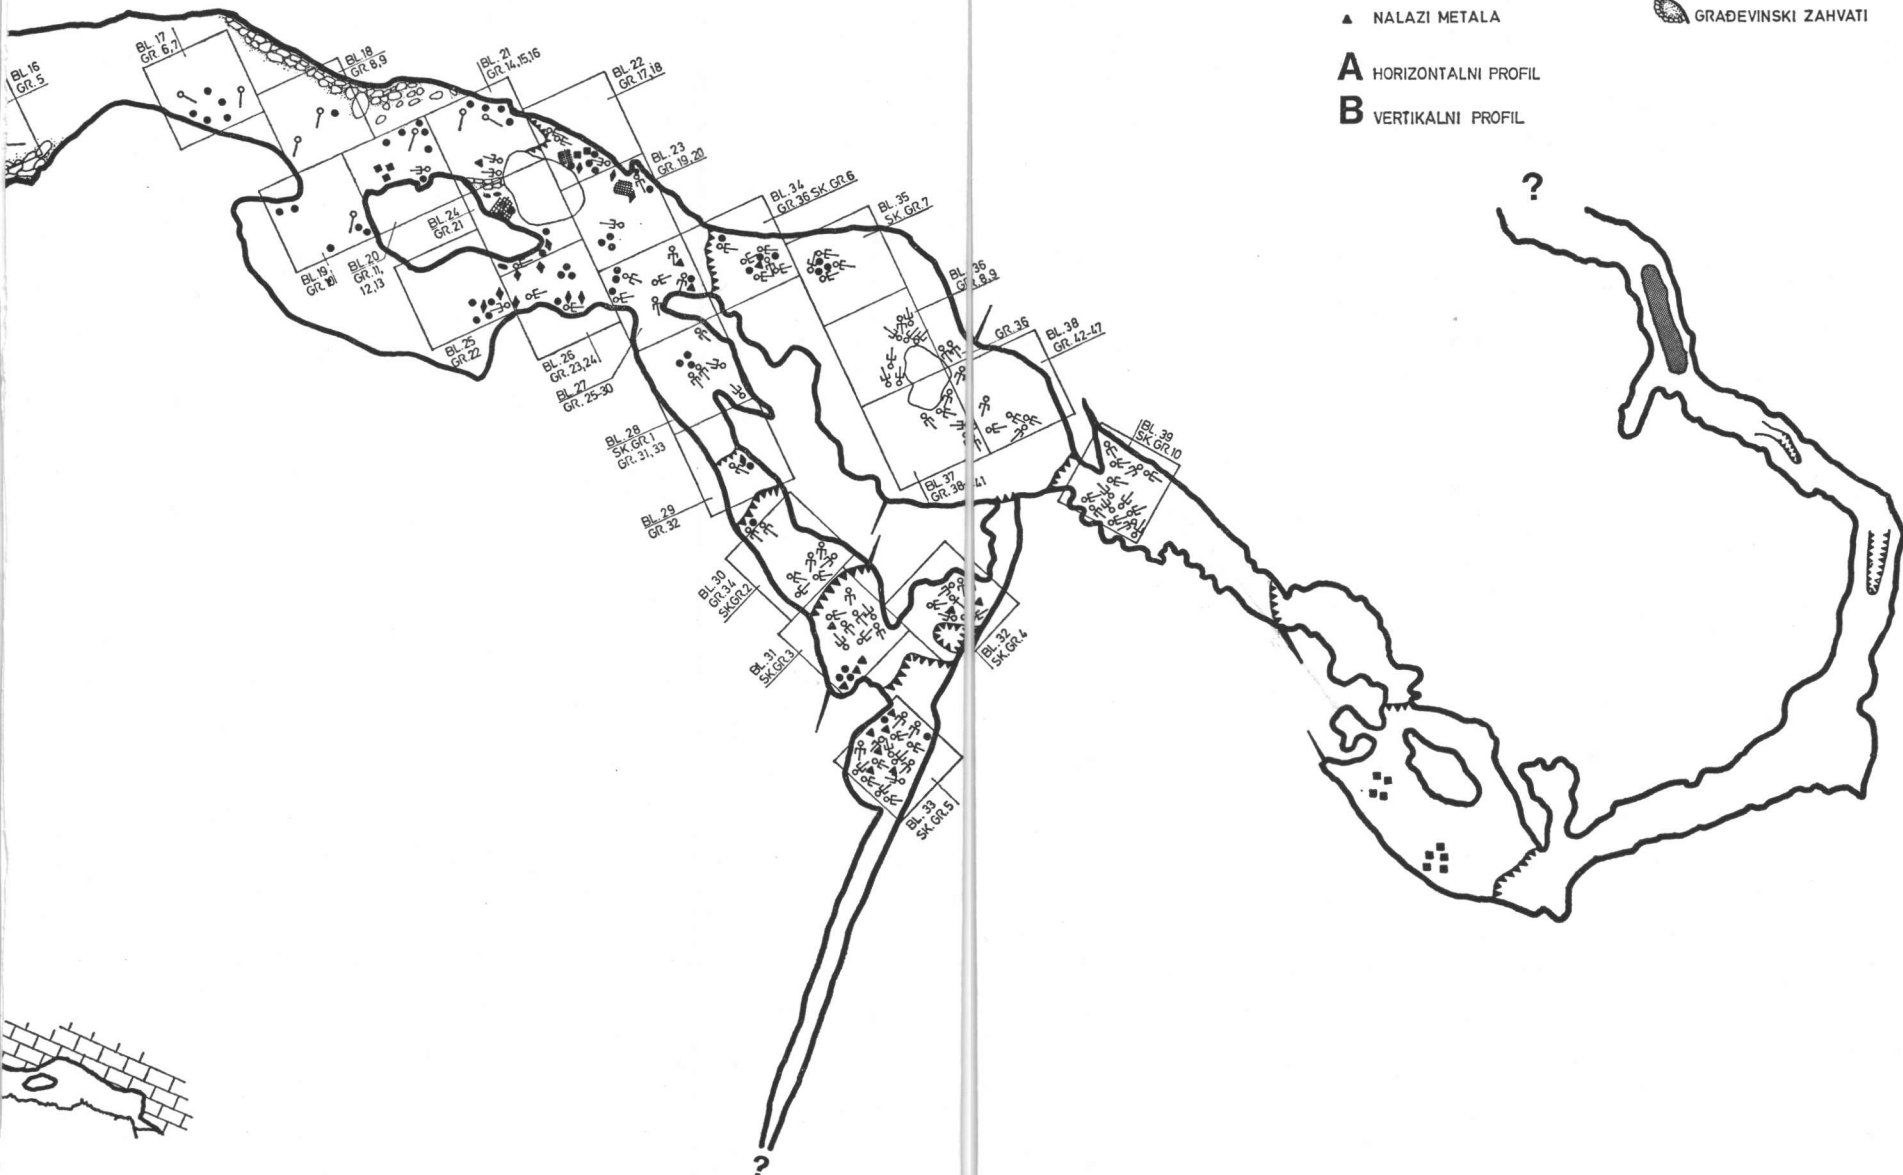 ▲ NALAZI METALA
GRAĐEVINSKI ZAHVATI
A HORIZONTALNI PROFIL
B VERTIKALNI PROFIL
?
BL.16
GR.5
BL.17
GR.6,7
BL.18
GR.8,9
BL.21
GR.14,15,16
BL.22
GR.17,18
BL.23
GR.19,20
BL.34
GR.36 SK.GR.6
BL.35
SK.GR.7
BL.24
GR.21
BL.19
BL.20
GR.11,
12,13
BL.36
GR.8,9
GR.36
BL.38
GR.42-47
BL.25
GR.22
BL.26
GR.23,24
BL.27
GR.25-30
BL.28
SK.GR.1
GR.31,33
BL.39
SK.GR.10
BL.37
GR.38-41
BL.29
GR.32
BL.30
GR.34
SK.GR.2
BL.31
SK.GR.3
BL.32
SK.GR.4
BL.33
SK.GR.5
?